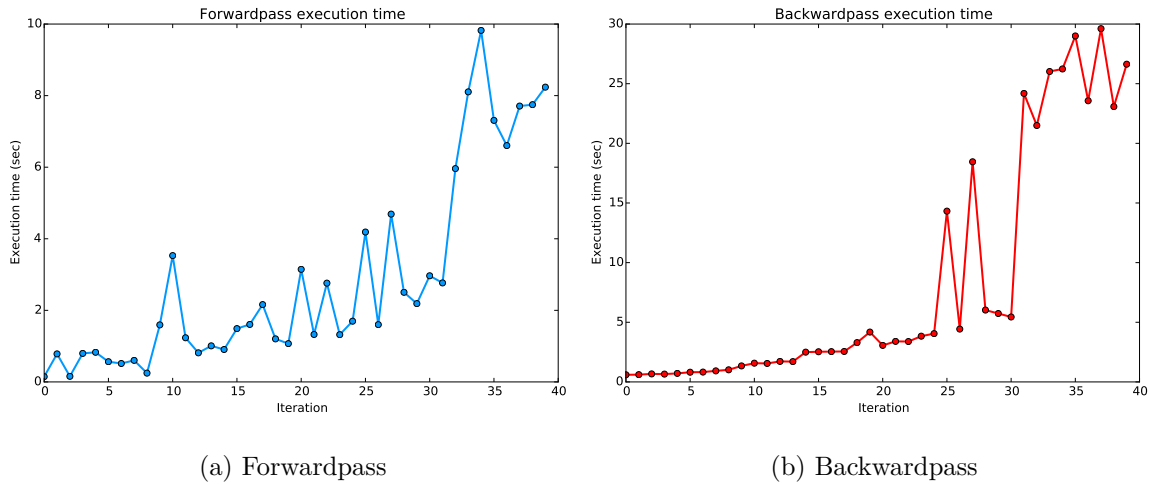 Forwardpass execution time
10
8
6
4
2
0
Execution time (sec)
0 5 10 15 20 25 30 35 40
Iteration
(a) Forwardpass
Backwardpass execution time
30
25
20
15
10
5
0
Execution time (sec)
0 5 10 15 20 25 30 35 40
Iteration
(b) Backwardpass